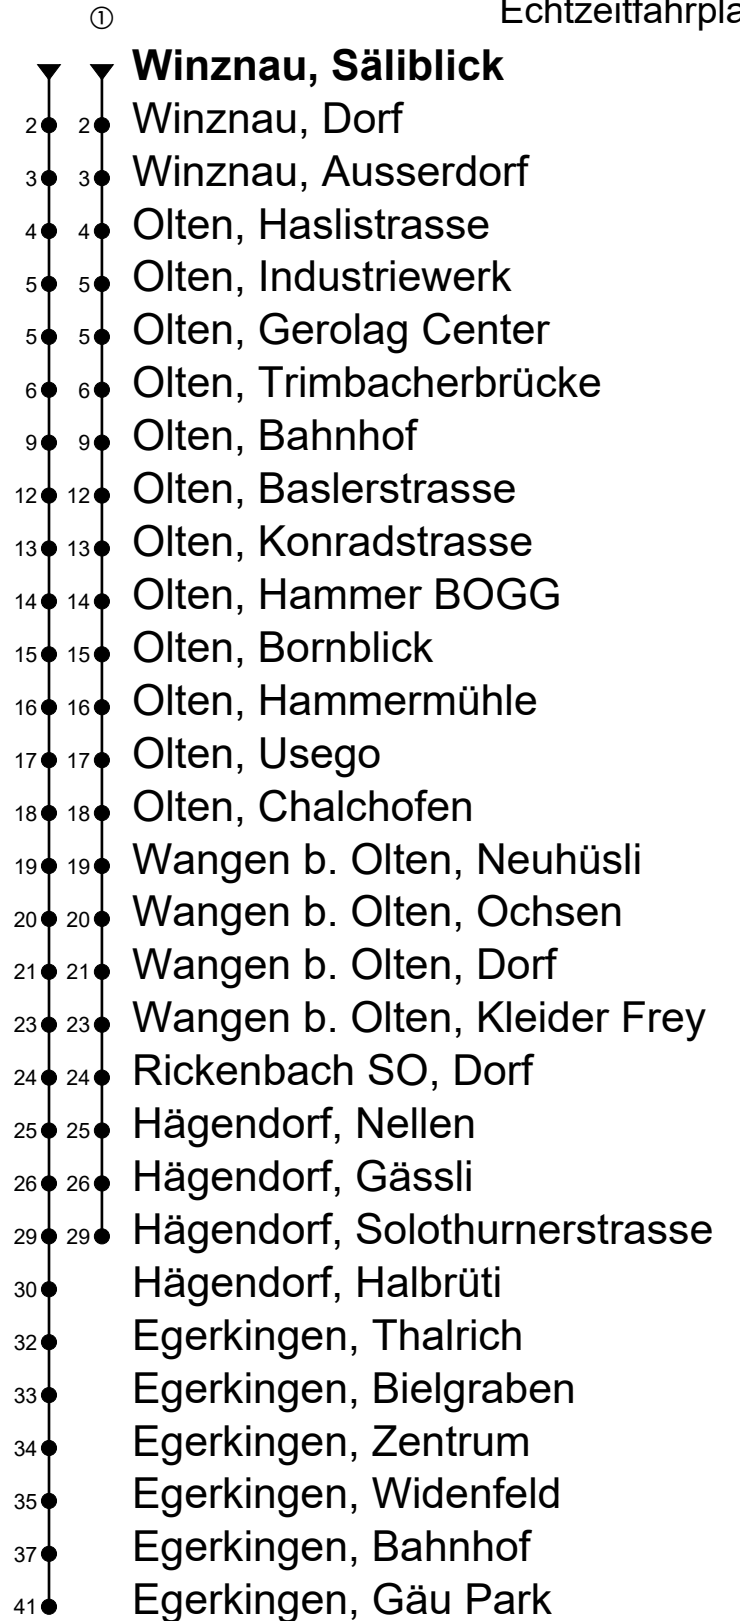 ① Echtzeitfahrpla
Winznau, Säliblick
2 2 Winznau, Dorf
3 3 Winznau, Ausserdorf
4 4 Olten, Haslistrasse
5 5 Olten, Industriewerk
5 5 Olten, Gerolag Center
6 6 Olten, Trimbacherbrücke
9 9 Olten, Bahnhof
12 12 Olten, Baslerstrasse
13 13 Olten, Konradstrasse
14 14 Olten, Hammer BOGG
15 15 Olten, Bornblick
16 16 Olten, Hammermühle
17 17 Olten, Usego
18 18 Olten, Chalchofen
19 19 Wangen b. Olten, Neuhüsli
20 20 Wangen b. Olten, Ochsen
21 21 Wangen b. Olten, Dorf
23 23 Wangen b. Olten, Kleider Frey
24 24 Rickenbach SO, Dorf
25 25 Hägendorf, Nellen
26 26 Hägendorf, Gässli
29 29 Hägendorf, Solothurnerstrasse
30 Hägendorf, Halbrüti
32 Egerkingen, Thalrich
33 Egerkingen, Bielgraben
34 Egerkingen, Zentrum
35 Egerkingen, Widenfeld
37 Egerkingen, Bahnhof
41 Egerkingen, Gäu Park